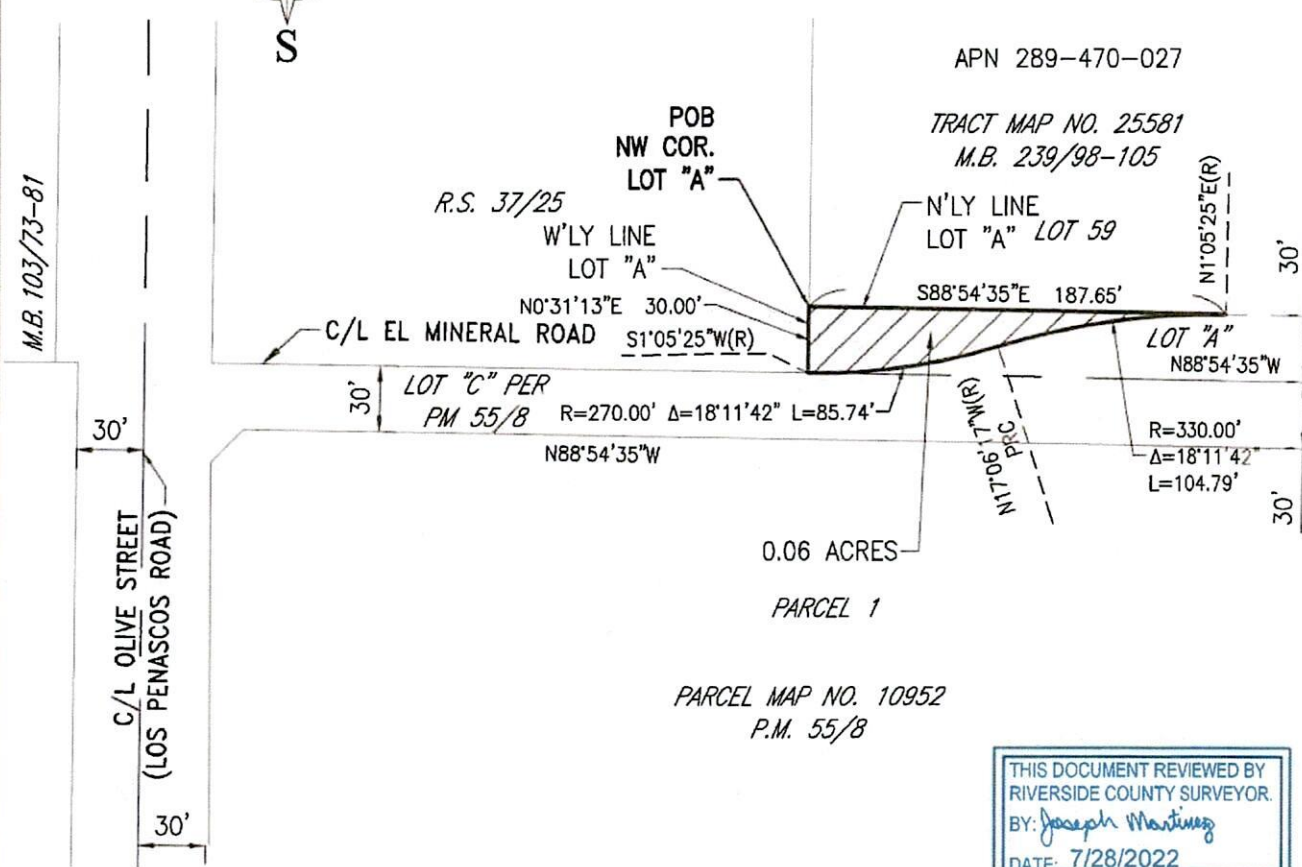 S
APN 289-470-027
TRACT MAP NO. 25581
M.B. 239/98-105
POB
NW COR.
LOT "A"
M.B. 103/73-81
R.S. 37/25
W'LY LINE
LOT "A"
N'LY LINE
LOT "A"
LOT 59
N1°05'25"E(R)
30'
N0°31'13"E 30.00'
S88°54'35"E 187.65'
C/L EL MINERAL ROAD
S1°05'25"W(R)
LOT "A"
N88°54'35"W
30'
LOT "C" PER
PM 55/8
R=270.00' Δ=18°11'42" L=85.74'
30'
N88°54'35"W
N17°06'17"W(R)
PRC
R=330.00'
Δ=18°11'42"
L=104.79'
30'
C/L OLIVE STREET
(LOS PENASCOS ROAD)
0.06 ACRES
PARCEL 1
PARCEL MAP NO. 10952
P.M. 55/8
30'
THIS DOCUMENT REVIEWED BY
RIVERSIDE COUNTY SURVEYOR.
BY: Joseph Martinez
DATE: 7/28/2022